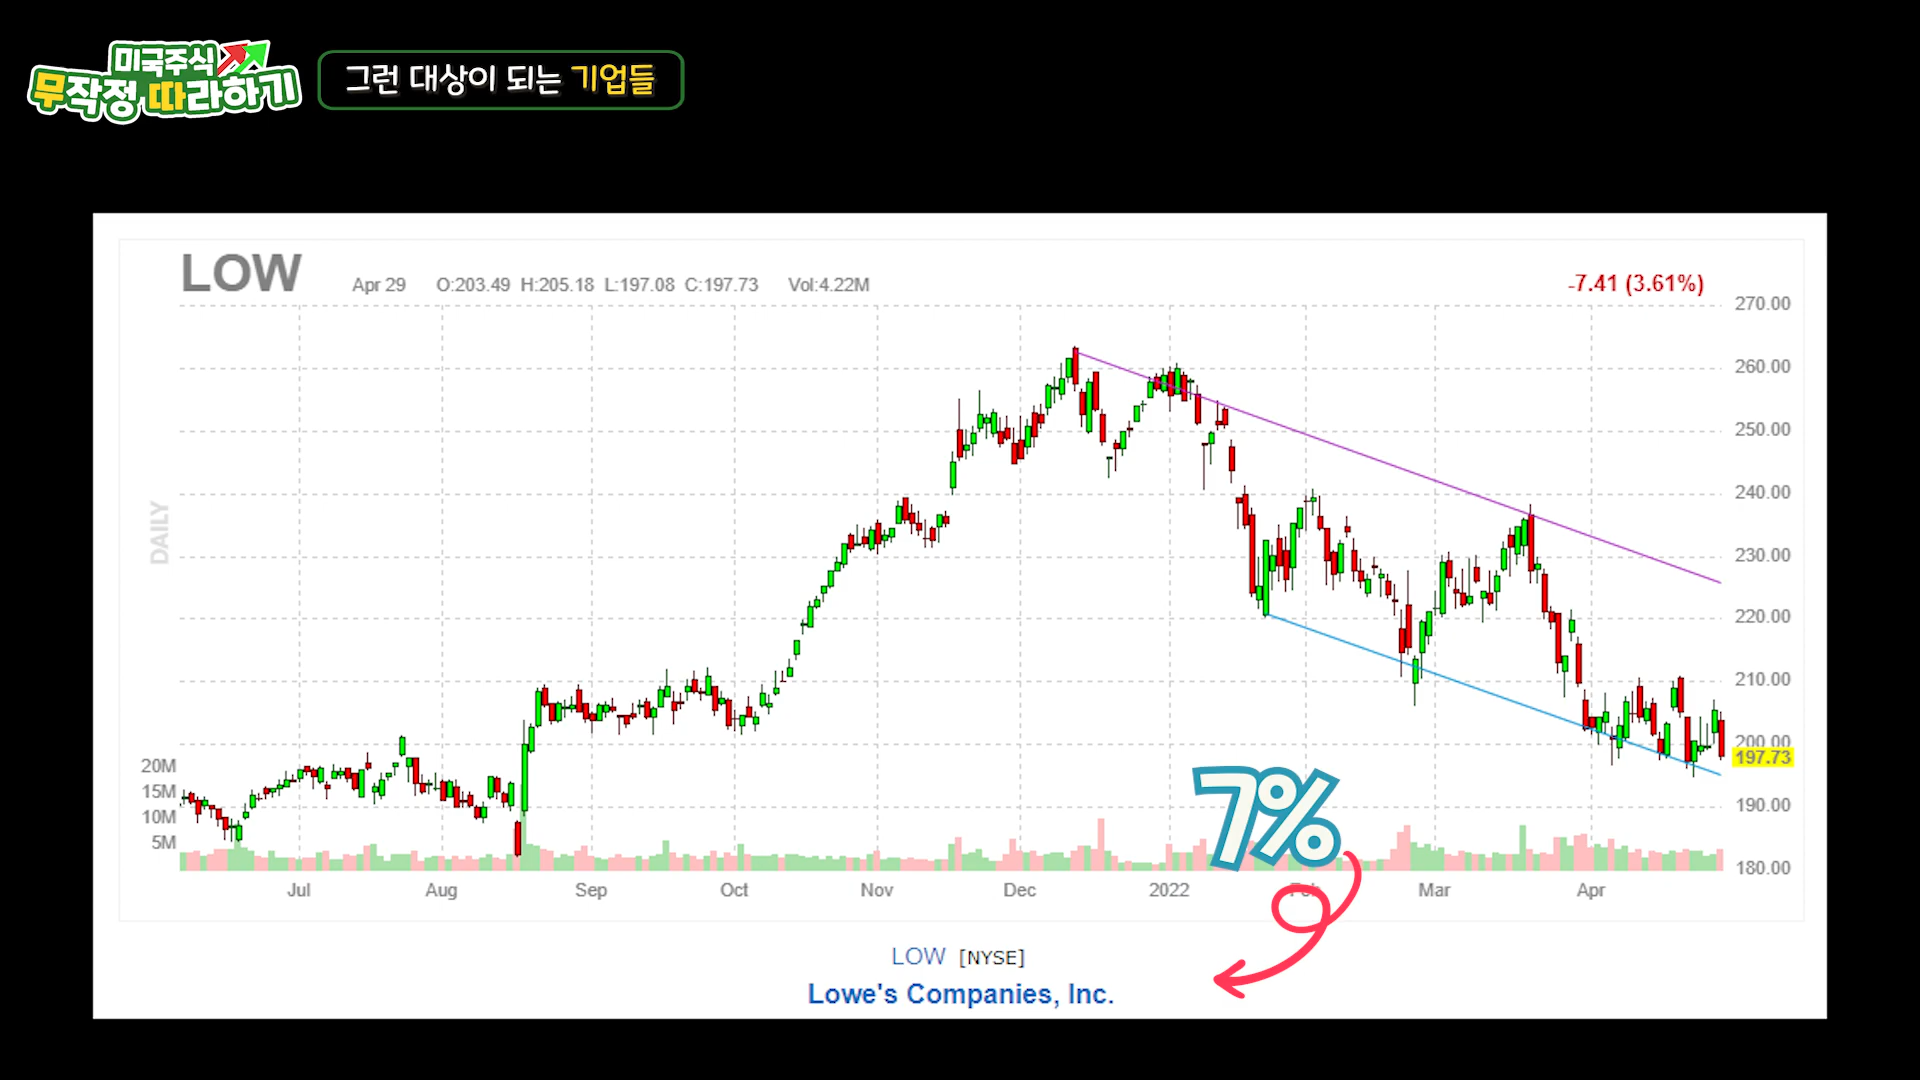 미국주식
무작정 따라하기
그런 대상이 되는 기업들
LOW Apr 29 O:203.49 H:205.18 L:197.08 C:197.73 Vol:4.22M -7.41 (3.61%)
270.00
260.00
250.00
240.00
230.00
220.00
210.00
200.00
197.73
190.00
180.00
DAILY
20M
15M
10M
5M
7%
Jul Aug Sep Oct Nov Dec 2022 Feb Mar Apr
LOW [NYSE]
Lowe's Companies, Inc.